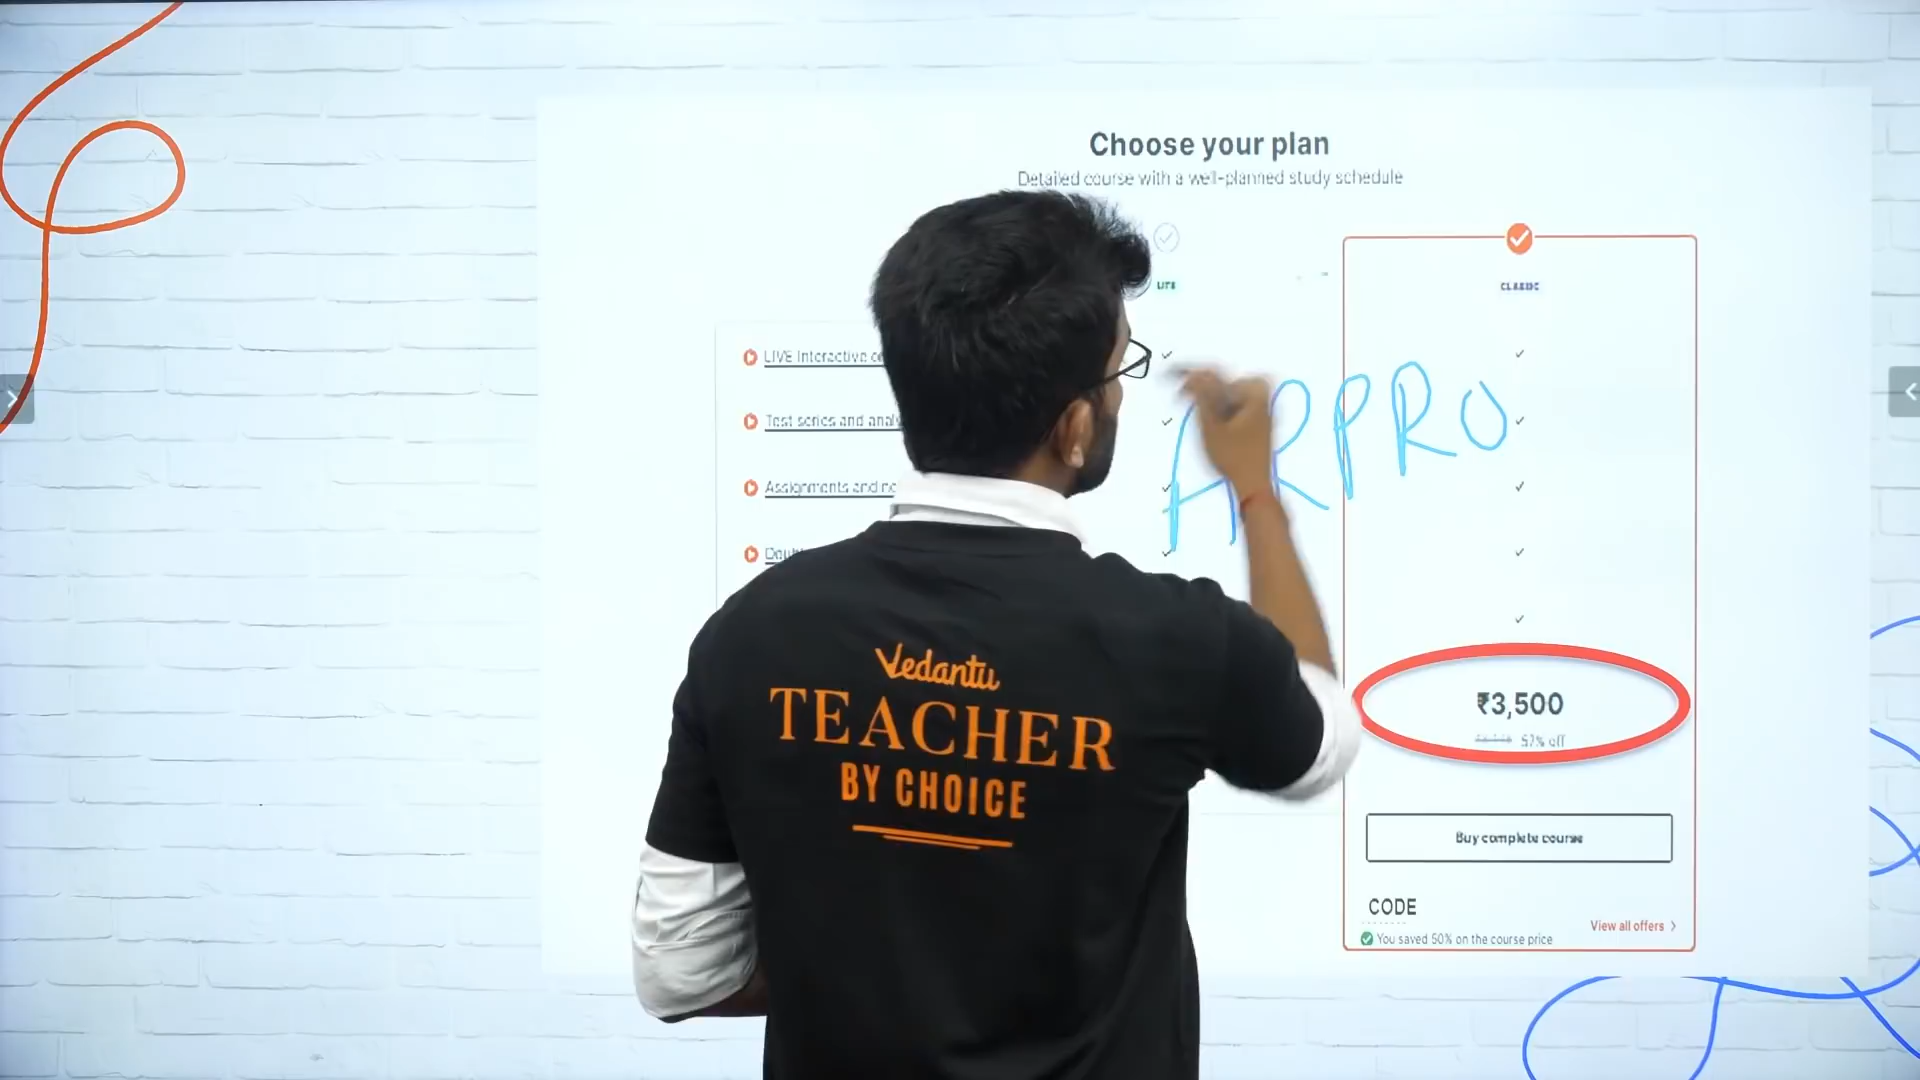 Choose your plan
Detailed course with a well-planned study schedule
LITE
CLASSIC
LIVE Interactive
Test series and
Assignments and
ARPRO
₹3,500
off
Buy complete course
CODE
View all offers
You saved 50% on the course price
Vedantu
TEACHER
BY CHOICE